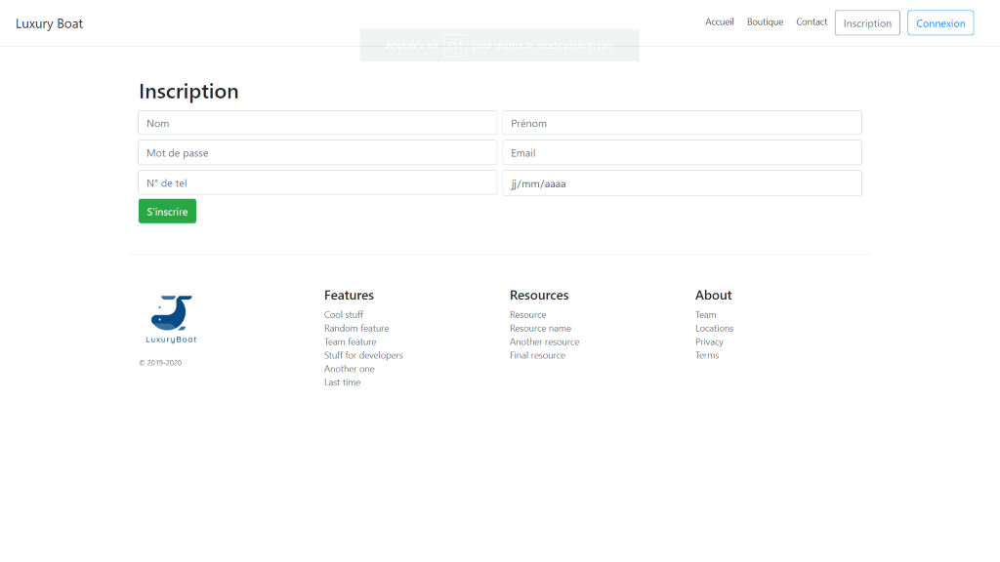 Luxury Boat
Accueil Boutique Contact Inscription Connexion
Appuyez sur F11 pour quitter le mode plein écran.
Inscription
Nom Prénom
Mot de passe Email
N° de tel jj/mm/aaaa
S'inscrire
LuxuryBoat
© 2019-2020
Features
Cool stuff
Random feature
Team feature
Stuff for developers
Another one
Last time
Resources
Resource
Resource name
Another resource
Final resource
About
Team
Locations
Privacy
Terms